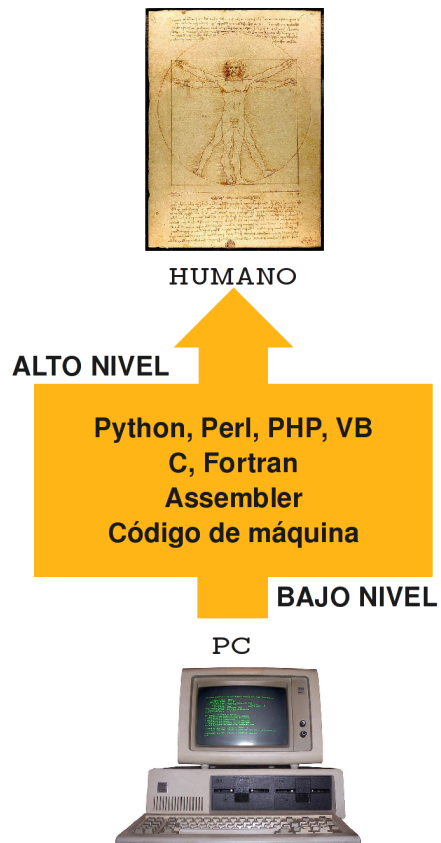 HUMANO
ALTO NIVEL
Python, Perl, PHP, VB
C, Fortran
Assembler
Código de máquina
BAJO NIVEL
PC